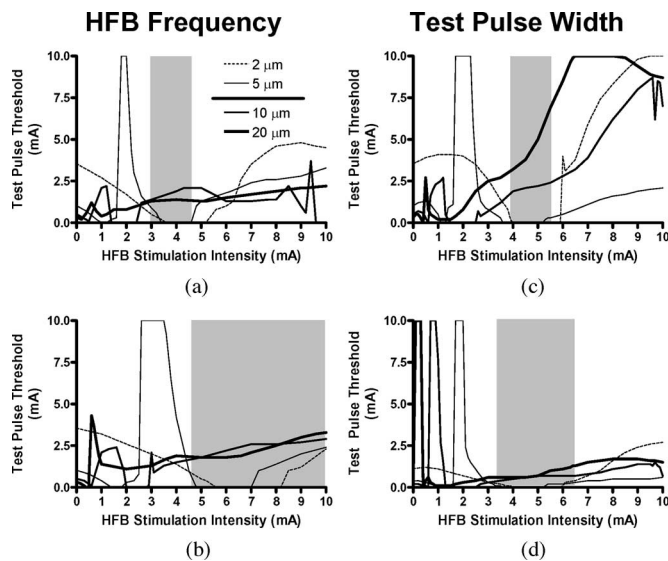 HFB Frequency
Test Pulse Width
Test Pulse Threshold
(mA)
10.0
7.5
5.0
2.5
0.0
2 μm
5 μm
10 μm
20 μm
0 1 2 3 4 5 6 7 8 9 10
HFB Stimulation Intensity (mA)
(a)
Test Pulse Threshold
(mA)
10.0
7.5
5.0
2.5
0.0
0 1 2 3 4 5 6 7 8 9 10
HFB Stimulation Intensity (mA)
(c)
Test Pulse Threshold
(mA)
10.0
7.5
5.0
2.5
0.0
0 1 2 3 4 5 6 7 8 9 10
HFB Stimulation Intensity (mA)
(b)
Test Pulse Threshold
(mA)
10.0
7.5
5.0
2.5
0.0
0 1 2 3 4 5 6 7 8 9 10
HFB Stimulation Intensity (mA)
(d)